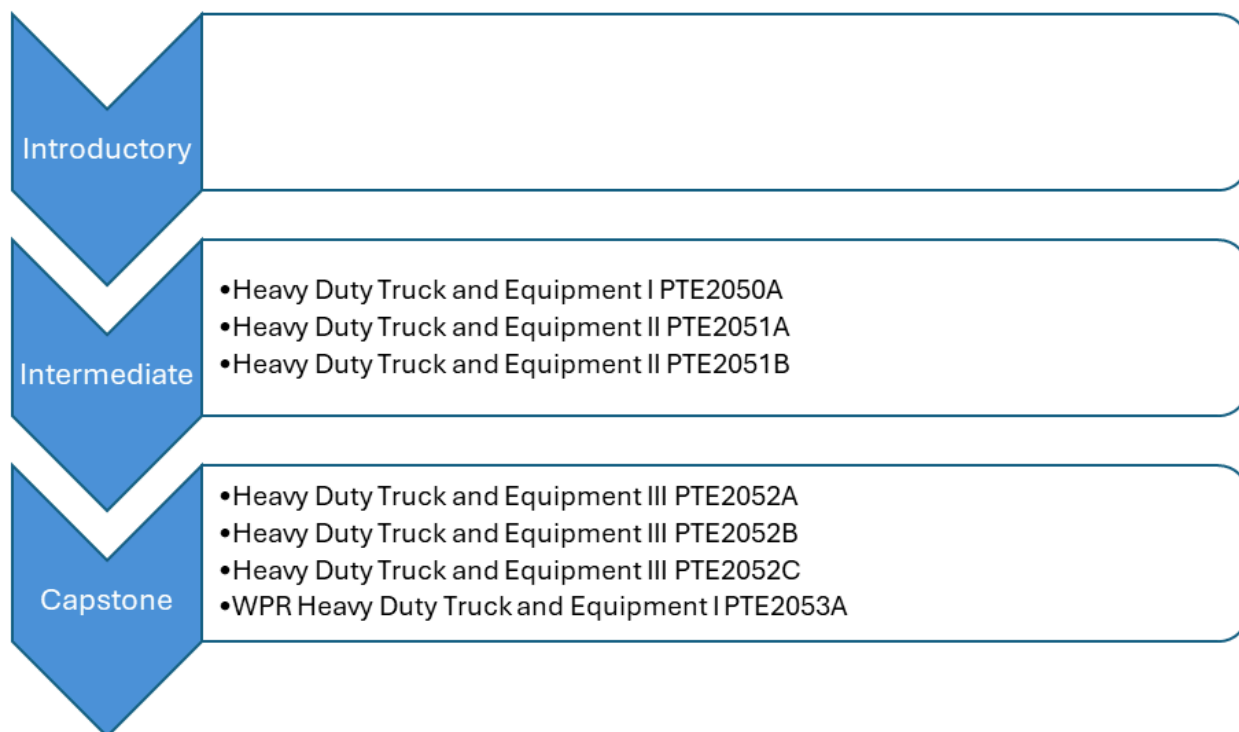 Introductory
Intermediate
•Heavy Duty Truck and Equipment I PTE2050A
•Heavy Duty Truck and Equipment II PTE2051A
•Heavy Duty Truck and Equipment II PTE2051B
Capstone
•Heavy Duty Truck and Equipment III PTE2052A
•Heavy Duty Truck and Equipment III PTE2052B
•Heavy Duty Truck and Equipment III PTE2052C
•WPR Heavy Duty Truck and Equipment I PTE2053A